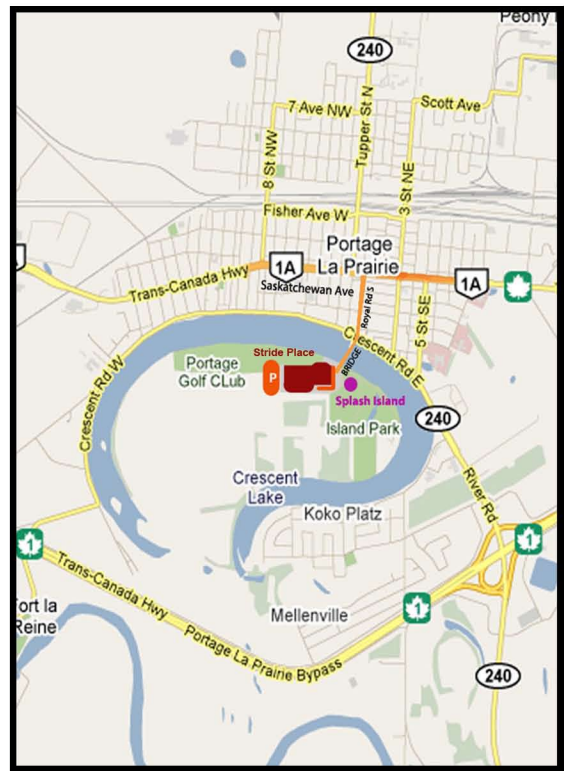 Peony
240
7 Ave NW
Scott Ave
Tupper St N
8 St NW
3 St NE
Fisher Ave W
Portage
La Prairie
1A
1A
Trans-Canada Hwy
Saskatchewan Ave
Royal Rd S
5 St SE
Crescent Rd E
BRIDGE
Stride Place
Portage
Golf CLub
P
Splash Island
Crescent Rd W
Island Park
240
Crescent
Lake
River Rd
Koko Platz
1
1
Trans-Canada Hwy
1
ort la
Reine
Mellenville
Portage La Prairie Bypass
240